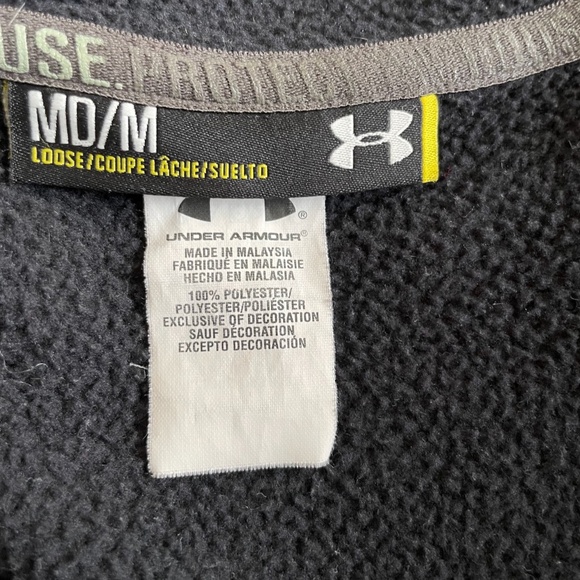 USE. PROTE
MD/M
LOOSE/COUPE LÂCHE/SUELTO
®
UNDER ARMOUR®
MADE IN MALAYSIA
FABRIQUÉ EN MALAISIE
HECHO EN MALASIA
100% POLYESTER/
POLYESTER/POLIÉSTER
EXCLUSIVE OF DECORATION
SAUF DÉCORATION
EXCEPTO DECORACIÓN